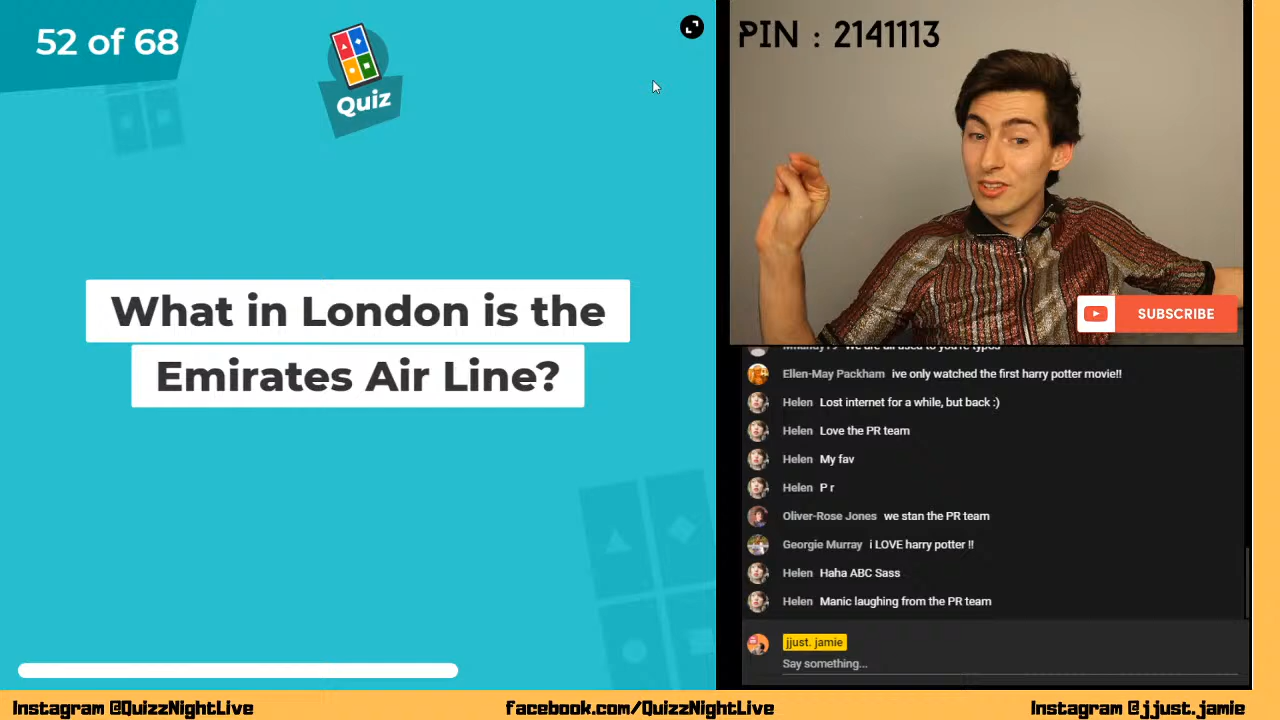 52 of 68
Quiz
What in London is the
Emirates Air Line?
PIN : 2141113
SUBSCRIBE
Ellen-May Packham ive only watched the first harry potter movie!!
Helen Lost internet for a while, but back :)
Helen Love the PR team
Helen My fav
Helen P r
Oliver-Rose Jones we stan the PR team
Georgie Murray i LOVE harry potter !!
Helen Haha ABC Sass
Helen Manic laughing from the PR team
jjust. jamie
Say something...
Instagram @QuizzNightLive
facebook.com/QuizzNightLive
Instagram @jjust.jamie